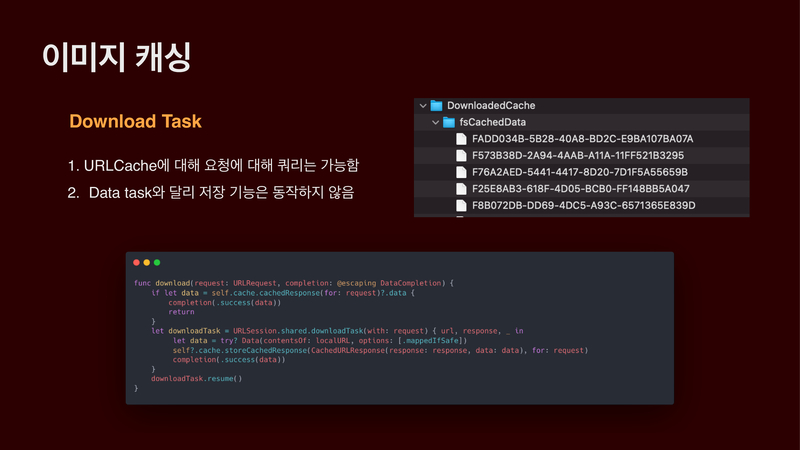 이미지 캐싱
Download Task
1. URLCache에 대해 요청에 대해 쿼리는 가능함
2. Data task와 달리 저장 기능은 동작하지 않음
DownloadedCache
fsCachedData
FADD034B-5B28-40A8-BD2C-E9BA107BA07A
F573B38D-2A94-4AAB-A11A-11FF521B3295
F76A2AED-5441-4417-8D20-7D1F5A55659B
F25E8AB3-618F-4D05-BCB0-FF148BB5A047
F8B072DB-DD69-4DC5-A93C-6571365E839D
func download(request: URLRequest, completion: @escaping DataCompletion) {
if let data = self.cache.cachedResponse(for: request)?.data {
completion(.success(data))
return
}
let downloadTask = URLSession.shared.downloadTask(with: request) { url, response, _ in
let data = try? Data(contentsOf: localURL, options: [.mappedIfSafe])
self?.cache.storeCachedResponse(CachedURLResponse(response: response, data: data), for: request)
completion(.success(data))
}
downloadTask.resume()
}